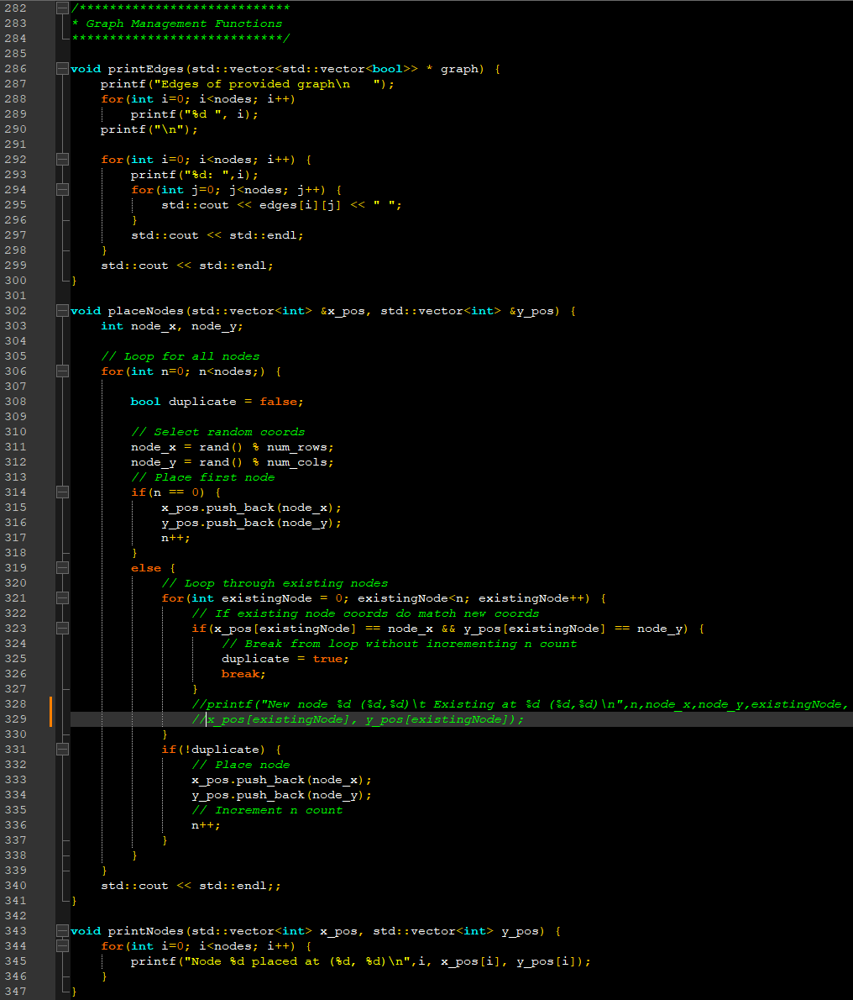 282 /****************************
283 * Graph Management Functions
284 ****************************/
285
286 void printEdges(std::vector<std::vector<bool>> * graph) {
287     printf("Edges of provided graph\n   ");
288     for(int i=0; i<nodes; i++)
289         printf("%d ", i);
290     printf("\n");
291
292     for(int i=0; i<nodes; i++) {
293         printf("%d: ",i);
294         for(int j=0; j<nodes; j++) {
295             std::cout << edges[i][j] << " ";
296         }
297         std::cout << std::endl;
298     }
299     std::cout << std::endl;
300 }
301
302 void placeNodes(std::vector<int> &x_pos, std::vector<int> &y_pos) {
303     int node_x, node_y;
304
305     // Loop for all nodes
306     for(int n=0; n<nodes;) {
307
308         bool duplicate = false;
309
310         // Select random coords
311         node_x = rand() % num_rows;
312         node_y = rand() % num_cols;
313         // Place first node
314         if(n == 0) {
315             x_pos.push_back(node_x);
316             y_pos.push_back(node_y);
317             n++;
318         }
319         else {
320             // Loop through existing nodes
321             for(int existingNode = 0; existingNode<n; existingNode++) {
322                 // If existing node coords do match new coords
323                 if(x_pos[existingNode] == node_x && y_pos[existingNode] == node_y) {
324                     // Break from loop without incrementing n count
325                     duplicate = true;
326                     break;
327                 }
328                 //printf("New node %d (%d,%d)\t Existing at %d (%d,%d)\n",n,node_x,node_y,existingNode,
329                 //x_pos[existingNode], y_pos[existingNode]);
330             }
331             if(!duplicate) {
332                 // Place node
333                 x_pos.push_back(node_x);
334                 y_pos.push_back(node_y);
335                 // Increment n count
336                 n++;
337             }
338         }
339     }
340     std::cout << std::endl;;
341 }
342
343 void printNodes(std::vector<int> x_pos, std::vector<int> y_pos) {
344     for(int i=0; i<nodes; i++) {
345         printf("Node %d placed at (%d, %d)\n",i, x_pos[i], y_pos[i]);
346     }
347 }